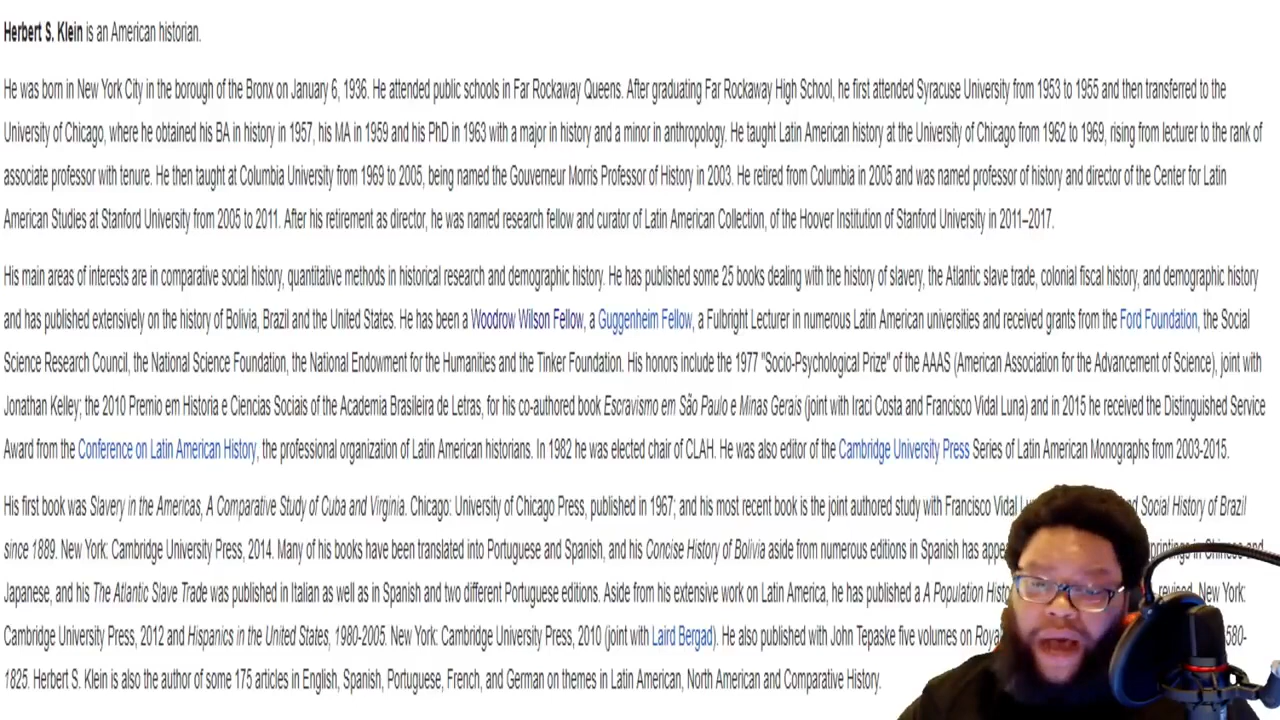 Herbert S. Klein is an American historian.
He was born in New York City in the borough of the Bronx on January 6, 1936. He attended public schools in Far Rockaway Queens. After graduating Far Rockaway High School, he first attended Syracuse University from 1953 to 1955 and then transferred to the
University of Chicago, where he obtained his BA in history in 1957, his MA in 1959 and his PhD in 1963 with a major in history and a minor in anthropology. He taught Latin American history at the University of Chicago from 1962 to 1969, rising from lecturer to the rank of
associate professor with tenure. He then taught at Columbia University from 1969 to 2005, being named the Gouverneur Morris Professor of History in 2003. He retired from Columbia in 2005 and was named professor of history and director of the Center for Latin
American Studies at Stanford University from 2005 to 2011. After his retirement as director, he was named research fellow and curator of Latin American Collection, of the Hoover Institution of Stanford University in 2011–2017.
His main areas of interests are in comparative social history, quantitative methods in historical research and demographic history. He has published some 25 books dealing with the history of slavery, the Atlantic slave trade, colonial fiscal history, and demographic history
and has published extensively on the history of Bolivia, Brazil and the United States. He has been a Woodrow Wilson Fellow, a Guggenheim Fellow, a Fulbright Lecturer in numerous Latin American universities and received grants from the Ford Foundation, the Social
Science Research Council, the National Science Foundation, the National Endowment for the Humanities and the Tinker Foundation. His honors include the 1977 "Socio-Psychological Prize" of the AAAS (American Association for the Advancement of Science), joint with
Jonathan Kelley; the 2010 Premio em Historia e Ciencias Sociais of the Academia Brasileira de Letras, for his co-authored book Escravismo em São Paulo e Minas Gerais (joint with Iraci Costa and Francisco Vidal Luna) and in 2015 he received the Distinguished Service
Award from the Conference on Latin American History, the professional organization of Latin American historians. In 1982 he was elected chair of CLAH. He was also editor of the Cambridge University Press Series of Latin American Monographs from 2003-2015.
His first book was Slavery in the Americas, A Comparative Study of Cuba and Virginia. Chicago: University of Chicago Press, published in 1967; and his most recent book is the joint authored study with Francisco Vidal Social History of Brazil
since 1889. New York: Cambridge University Press, 2014. Many of his books have been translated into Portuguese and Spanish, and his Concise History of Bolivia aside from numerous editions in Spanish has printings in Chinese and
Japanese, and his The Atlantic Slave Trade was published in Italian as well as in Spanish and two different Portuguese editions. Aside from his extensive work on Latin America, he has published a A Population New York:
Cambridge University Press, 2012 and Hispanics in the United States, 1980-2005. New York: Cambridge University Press, 2010 (joint with Laird Bergad). He also published with John Tepaske five volumes on
1825. Herbert S. Klein is also the author of some 175 articles in English, Spanish, Portuguese, French, and German on themes in Latin American, North American and Comparative History.